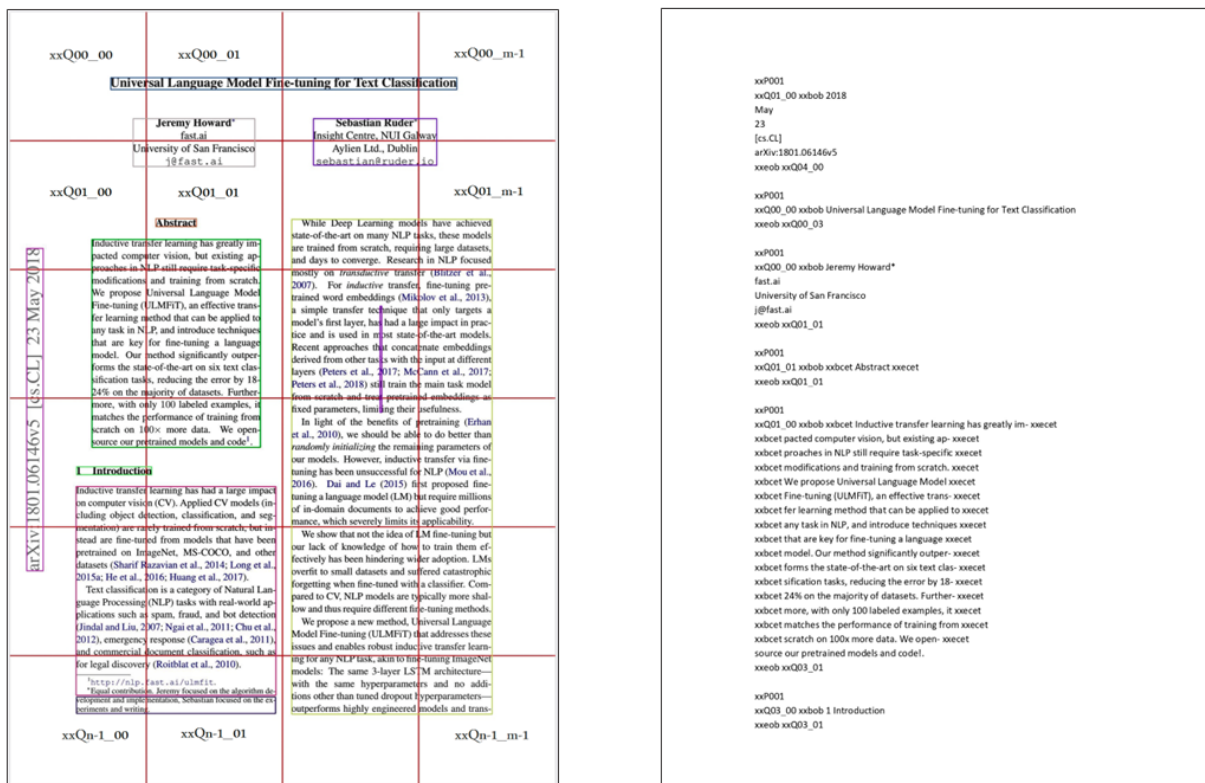 xxQ00_00
xxQ00_01
xxQ00_m-1
Universal Language Model Fine-tuning for Text Classification
Jeremy Howard*
fast.ai
University of San Francisco
j@fast.ai
Sebastian Ruder*
Insight Centre, NUI Galway
Aylien Ltd., Dublin
sebastian@ruder.io
xxQ01_00
xxQ01_01
xxQ01_m-1
arXiv:1801.06146v5 [cs.CL] 23 May 2018
Abstract
Inductive transfer learning has greatly im-
pacted computer vision, but existing ap-
proaches in NLP still require task-specific
modifications and training from scratch.
We propose Universal Language Model
Fine-tuning (ULMFiT), an effective trans-
fer learning method that can be applied to
any task in NLP, and introduce techniques
that are key for fine-tuning a language
model. Our method significantly outper-
forms the state-of-the-art on six text clas-
sification tasks, reducing the error by 18-
24% on the majority of datasets. Further-
more, with only 100 labeled examples, it
matches the performance of training from
scratch on 100× more data. We open-
source our pretrained models and code¹.
1 Introduction
Inductive transfer learning has had a large impact
on computer vision (CV). Applied CV models (in-
cluding object detection, classification, and seg-
mentation) are rarely trained from scratch, but in-
stead are fine-tuned from models that have been
pretrained on ImageNet, MS-COCO, and other
datasets (Sharif Razavian et al., 2014; Long et al.,
2015a; He et al., 2016; Huang et al., 2017).
Text classification is a category of Natural Lan-
guage Processing (NLP) tasks with real-world ap-
plications such as spam, fraud, and bot detection
(Jindal and Liu, 2007; Ngai et al., 2011; Chu et al.,
2012), emergency response (Caragea et al., 2011),
and commercial document classification, such as
for legal discovery (Roitblat et al., 2010).
¹http://nlp.fast.ai/ulmfit.
*Equal contribution. Jeremy focused on the algorithm de-
velopment and implementation, Sebastian focused on the ex-
periments and writing.
While Deep Learning models have achieved
state-of-the-art on many NLP tasks, these models
are trained from scratch, requiring large datasets,
and days to converge. Research in NLP focused
mostly on transductive transfer (Blitzer et al.,
2007). For inductive transfer, fine-tuning pre-
trained word embeddings (Mikolov et al., 2013),
a simple transfer technique that only targets a
model's first layer, has had a large impact in prac-
tice and is used in most state-of-the-art models.
Recent approaches that concatenate embeddings
derived from other tasks with the input at different
layers (Peters et al., 2017; McCann et al., 2017;
Peters et al., 2018) still train the main task model
from scratch and treat pretrained embeddings as
fixed parameters, limiting their usefulness.
In light of the benefits of pretraining (Erhan
et al., 2010), we should be able to do better than
randomly initializing the remaining parameters of
our models. However, inductive transfer via fine-
tuning has been unsuccessful for NLP (Mou et al.,
2016). Dai and Le (2015) first proposed fine-
tuning a language model (LM) but require millions
of in-domain documents to achieve good perfor-
mance, which severely limits its applicability.
We show that not the idea of LM fine-tuning but
our lack of knowledge of how to train them ef-
fectively has been hindering wider adoption. LMs
overfit to small datasets and suffered catastrophic
forgetting when fine-tuned with a classifier. Com-
pared to CV, NLP models are typically more shal-
low and thus require different fine-tuning methods.
We propose a new method, Universal Language
Model Fine-tuning (ULMFiT) that addresses these
issues and enables robust inductive transfer learn-
ing for any NLP task, akin to fine-tuning ImageNet
models: The same 3-layer LSTM architecture—
with the same hyperparameters and no addi-
tions other than tuned dropout hyperparameters—
outperforms highly engineered models and trans-
xxQn-1_00
xxQn-1_01
xxQn-1_m-1
xxP001
xxQ01_00 xxbob 2018
May
23
[cs.CL]
arXiv:1801.06146v5
xxeob xxQ04_00
xxP001
xxQ00_00 xxbob Universal Language Model Fine-tuning for Text Classification
xxeob xxQ00_03
xxP001
xxQ00_00 xxbob Jeremy Howard*
fast.ai
University of San Francisco
j@fast.ai
xxeob xxQ01_01
xxP001
xxQ01_01 xxbob xxbcet Abstract xxecet
xxeob xxQ01_01
xxP001
xxQ01_00 xxbob xxbcet Inductive transfer learning has greatly im- xxecet
xxbcet pacted computer vision, but existing ap- xxecet
xxbcet proaches in NLP still require task-specific xxecet
xxbcet modifications and training from scratch. xxecet
xxbcet We propose Universal Language Model xxecet
xxbcet Fine-tuning (ULMFiT), an effective trans- xxecet
xxbcet fer learning method that can be applied to xxecet
xxbcet any task in NLP, and introduce techniques xxecet
xxbcet that are key for fine-tuning a language xxecet
xxbcet model. Our method significantly outper- xxecet
xxbcet forms the state-of-the-art on six text clas- xxecet
xxbcet sification tasks, reducing the error by 18- xxecet
xxbcet 24% on the majority of datasets. Further- xxecet
xxbcet more, with only 100 labeled examples, it xxecet
xxbcet matches the performance of training from xxecet
xxbcet scratch on 100x more data. We open- xxecet
source our pretrained models and code!.
xxeob xxQ03_01
xxP001
xxQ03_00 xxbob 1 Introduction
xxeob xxQ03_01